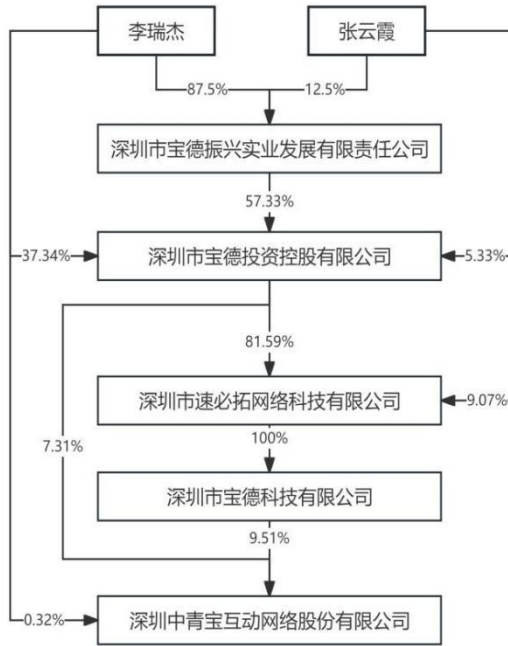 李瑞杰
张云霞
87.5%
12.5%
深圳市宝德振兴实业发展有限责任公司
57.33%
37.34%
深圳市宝德投资控股有限公司
5.33%
81.59%
深圳市速必拓网络科技有限公司
9.07%
7.31%
100%
深圳市宝德科技有限公司
9.51%
0.32%
深圳中青宝互动网络股份有限公司